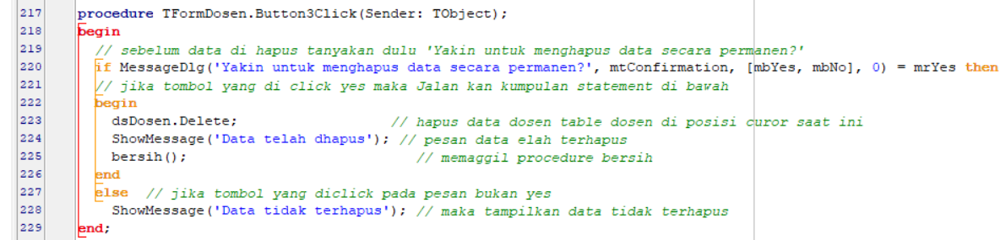 217 procedure TFormDosen.Button3Click(Sender: TObject);
218 begin
219 // sebelum data di hapus tanyakan dulu 'Yakin untuk menghapus data secara permanen?'
220 if MessageDlg('Yakin untuk menghapus data secara permanen?', mtConfirmation, [mbYes, mbNo], 0) = mrYes then
221 // jika tombol yang di click yes maka Jalan kan kumpulan statement di bawah
222 begin
223 dsDosen.Delete; // hapus data dosen table dosen di posisi curor saat ini
224 ShowMessage('Data telah dhapus'); // pesan data elah terhapus
225 bersih(); // memaggil procedure bersih
226 end
227 else // jika tombol yang diclick pada pesan bukan yes
228 ShowMessage('Data tidak terhapus'); // maka tampilkan data tidak terhapus
229 end;